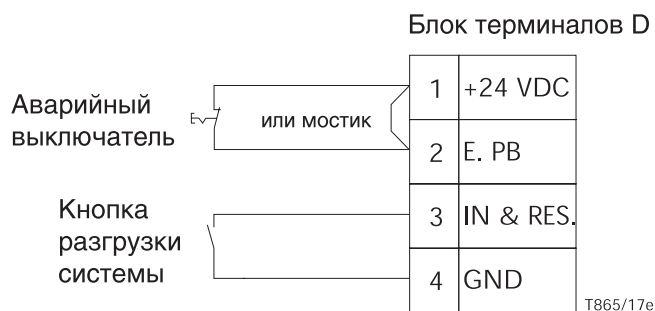 Блок терминалов D
1 +24 VDC
Аварийный
выключатель
или мостик
2 E. PB
Кнопка
разгрузки
системы
3 IN & RES.
4 GND
T865/17e